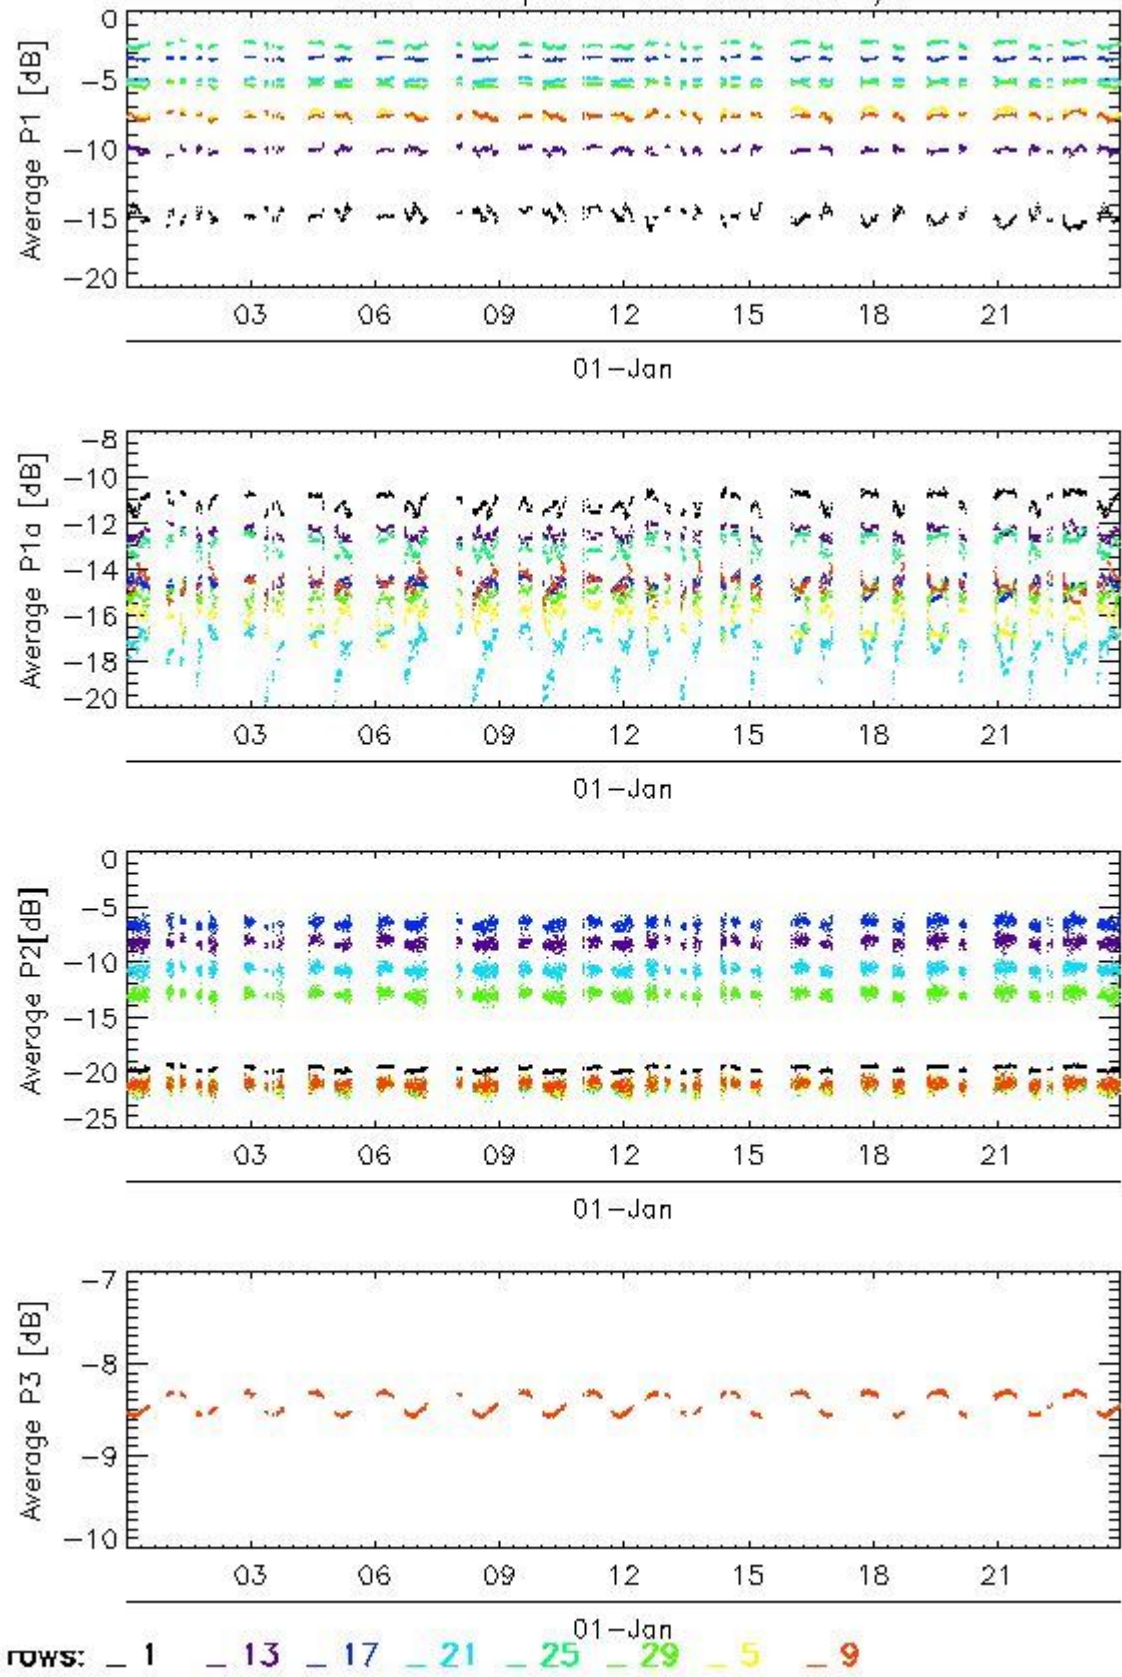 Average P1 [dB]
0
−5
−10
−15
−20
03 06 09 12 15 18 21
01−Jan
Average P1a [dB]
−8
−10
−12
−14
−16
−18
−20
03 06 09 12 15 18 21
01−Jan
Average P2[dB]
0
−5
−10
−15
−20
−25
03 06 09 12 15 18 21
01−Jan
Average P3 [dB]
−7
−8
−9
−10
03 06 09 12 15 18 21
01−Jan
rows: _ 1 _ 13 _ 17 _ 21 _ 25 _ 29 _ 5 _ 9